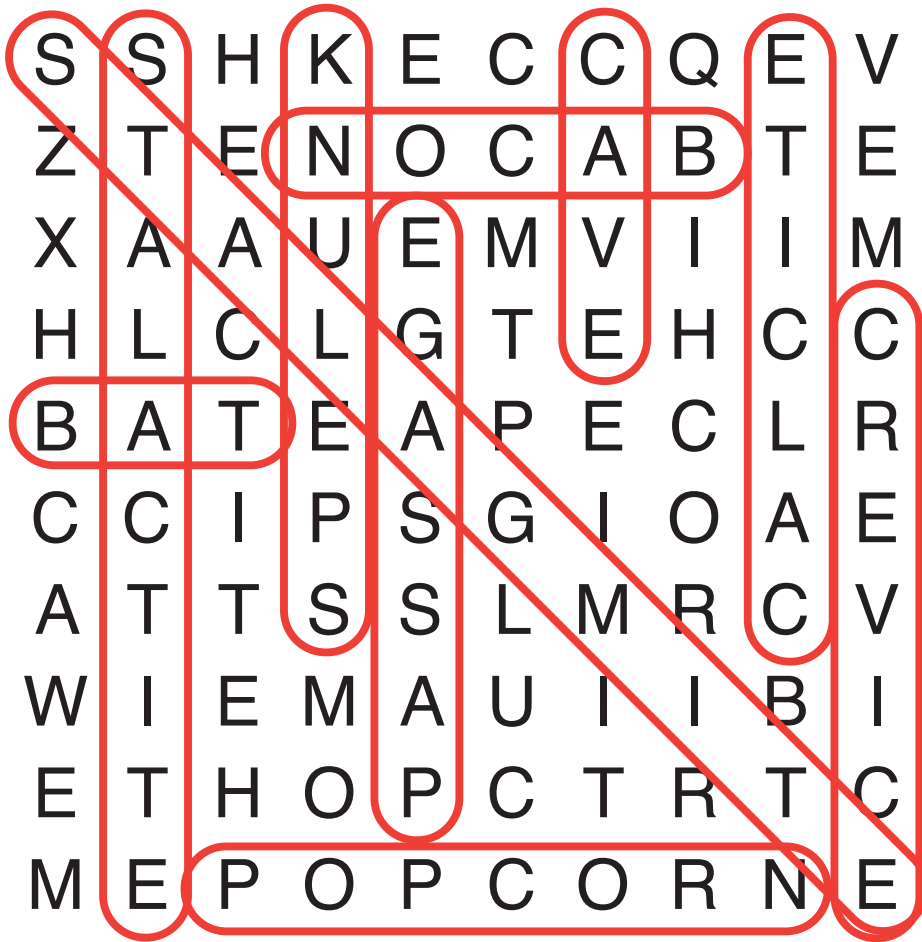 S S H K E C C Q E V
Z T E N O C A B T E
X A A U E M V I I M
H L C L G T E H C C
B A T E A P E C L R
C C I P S G I O A E
A T T S S L M R C V
W I E M A U I I B I
E T H O P C T R T C
M E P O P C O R N E